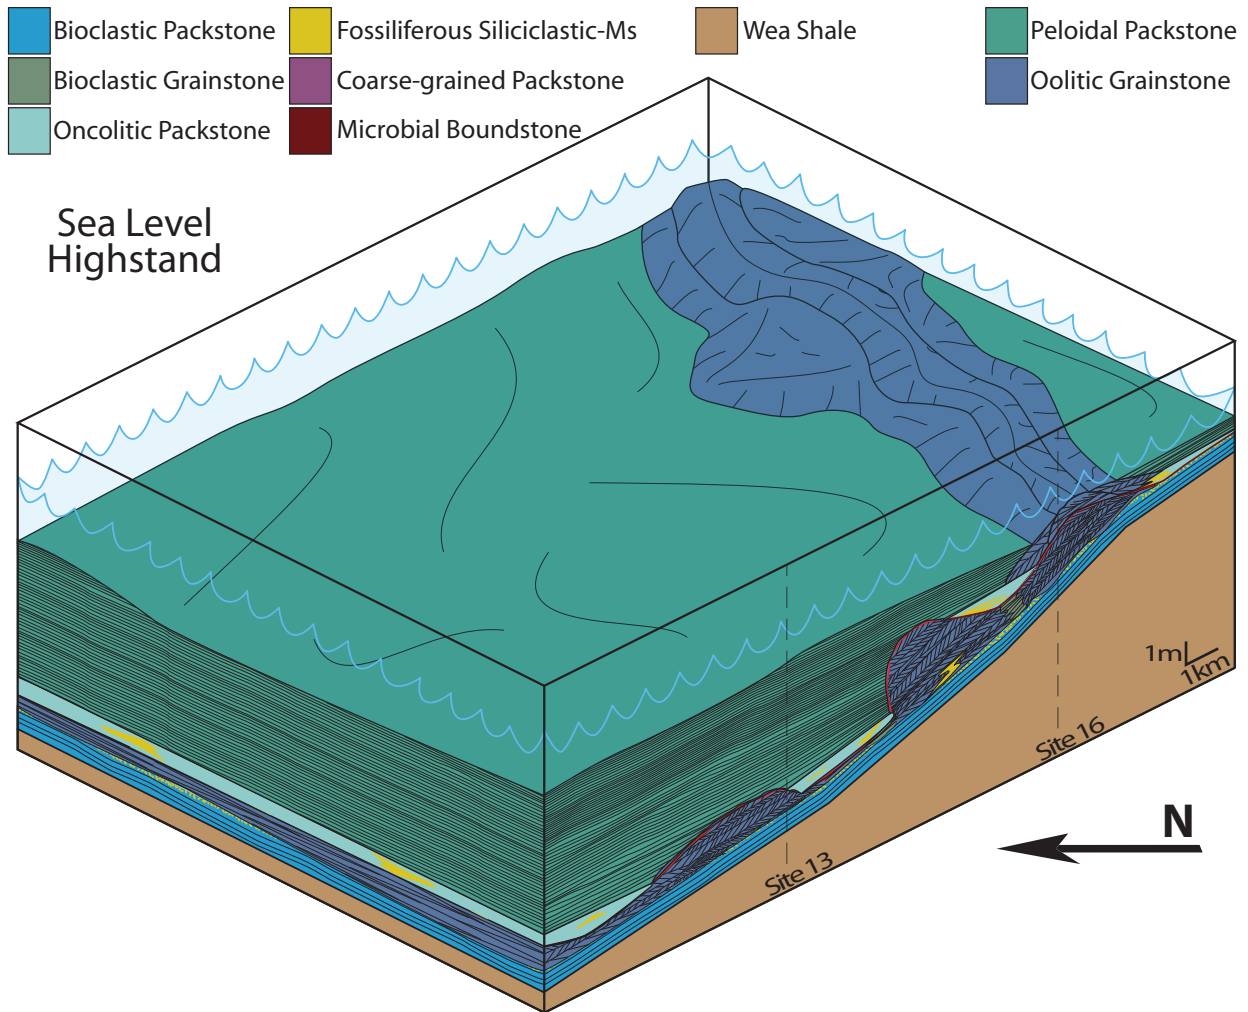 Bioclastic Packstone
Fossiliferous Siliciclastic-Ms
Wea Shale
Peloidal Packstone
Bioclastic Grainstone
Coarse-grained Packstone
Oolitic Grainstone
Oncolitic Packstone
Microbial Boundstone
Sea Level
Highstand
1m
1km
Site 16
N
Site 13